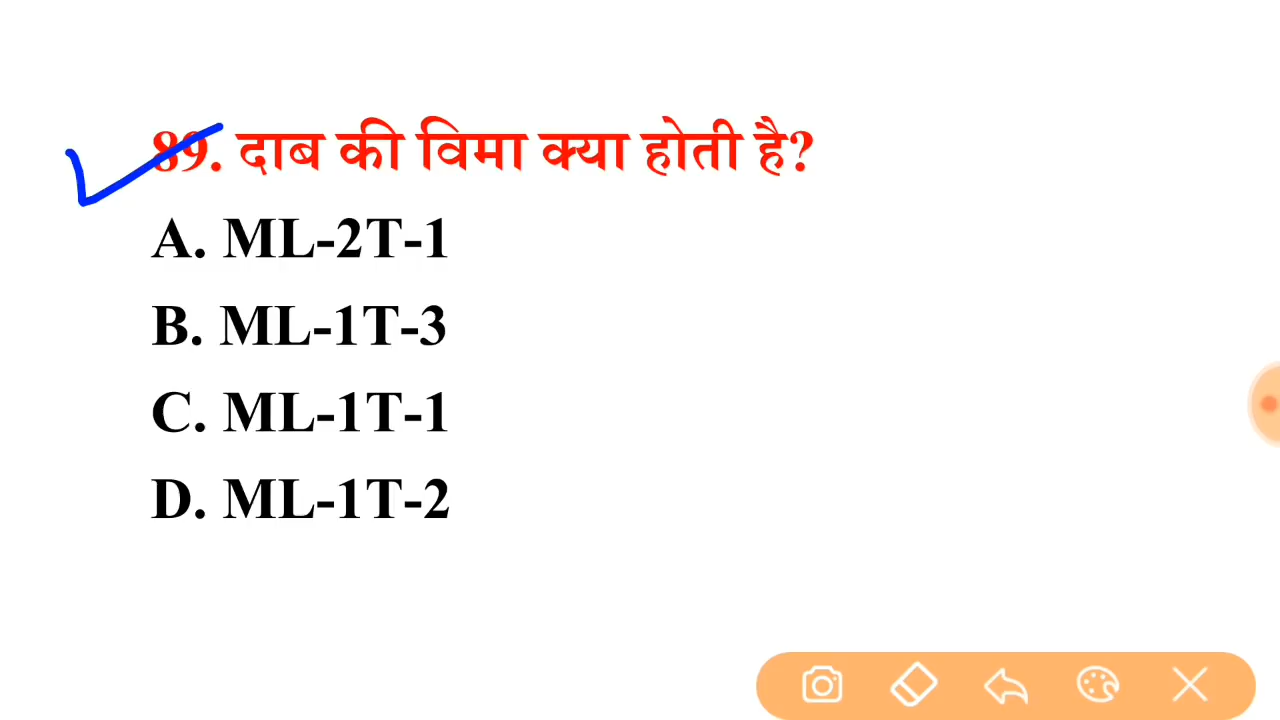 89. दाब की विमा क्या होती है?
A. ML-2T-1
B. ML-1T-3
C. ML-1T-1
D. ML-1T-2